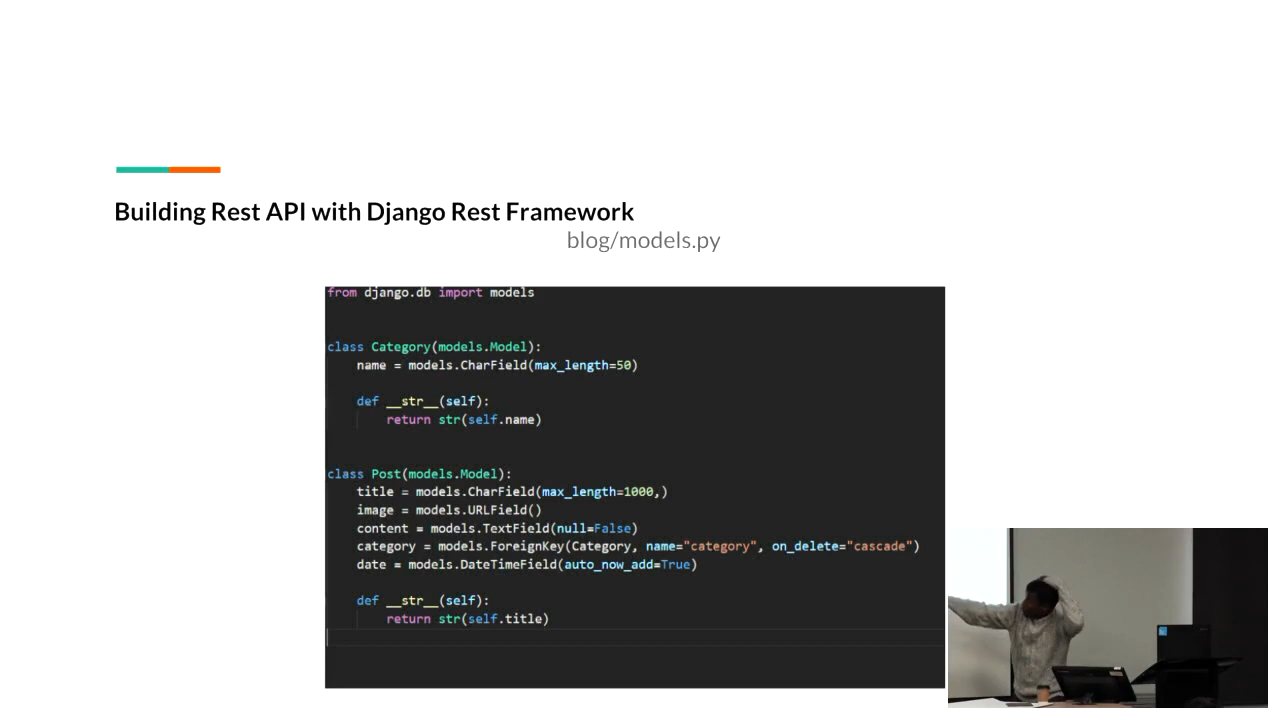 Building Rest API with Django Rest Framework
blog/models.py
from django.db import models
class Category(models.Model):
    name = models.CharField(max_length=50)
    def __str__(self):
        return str(self.name)
class Post(models.Model):
    title = models.CharField(max_length=1000,)
    image = models.URLField()
    content = models.TextField(null=False)
    category = models.ForeignKey(Category, name="category", on_delete="cascade")
    date = models.DateTimeField(auto_now_add=True)
    def __str__(self):
        return str(self.title)